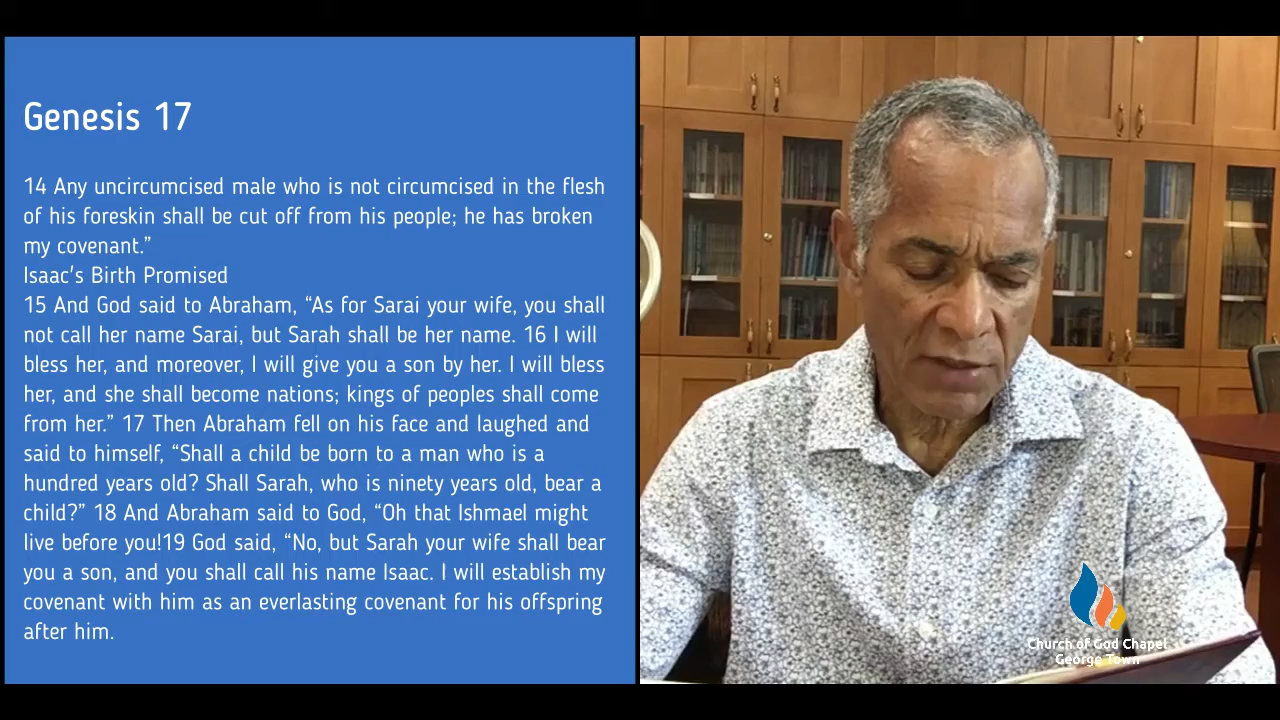 Genesis 17
14 Any uncircumcised male who is not circumcised in the flesh
of his foreskin shall be cut off from his people; he has broken
my covenant.”
Isaac's Birth Promised
15 And God said to Abraham, “As for Sarai your wife, you shall
not call her name Sarai, but Sarah shall be her name. 16 I will
bless her, and moreover, I will give you a son by her. I will bless
her, and she shall become nations; kings of peoples shall come
from her.” 17 Then Abraham fell on his face and laughed and
said to himself, “Shall a child be born to a man who is a
hundred years old? Shall Sarah, who is ninety years old, bear a
child?” 18 And Abraham said to God, “Oh that Ishmael might
live before you!19 God said, “No, but Sarah your wife shall bear
you a son, and you shall call his name Isaac. I will establish my
covenant with him as an everlasting covenant for his offspring
after him.
Church of God Chapel
George Town